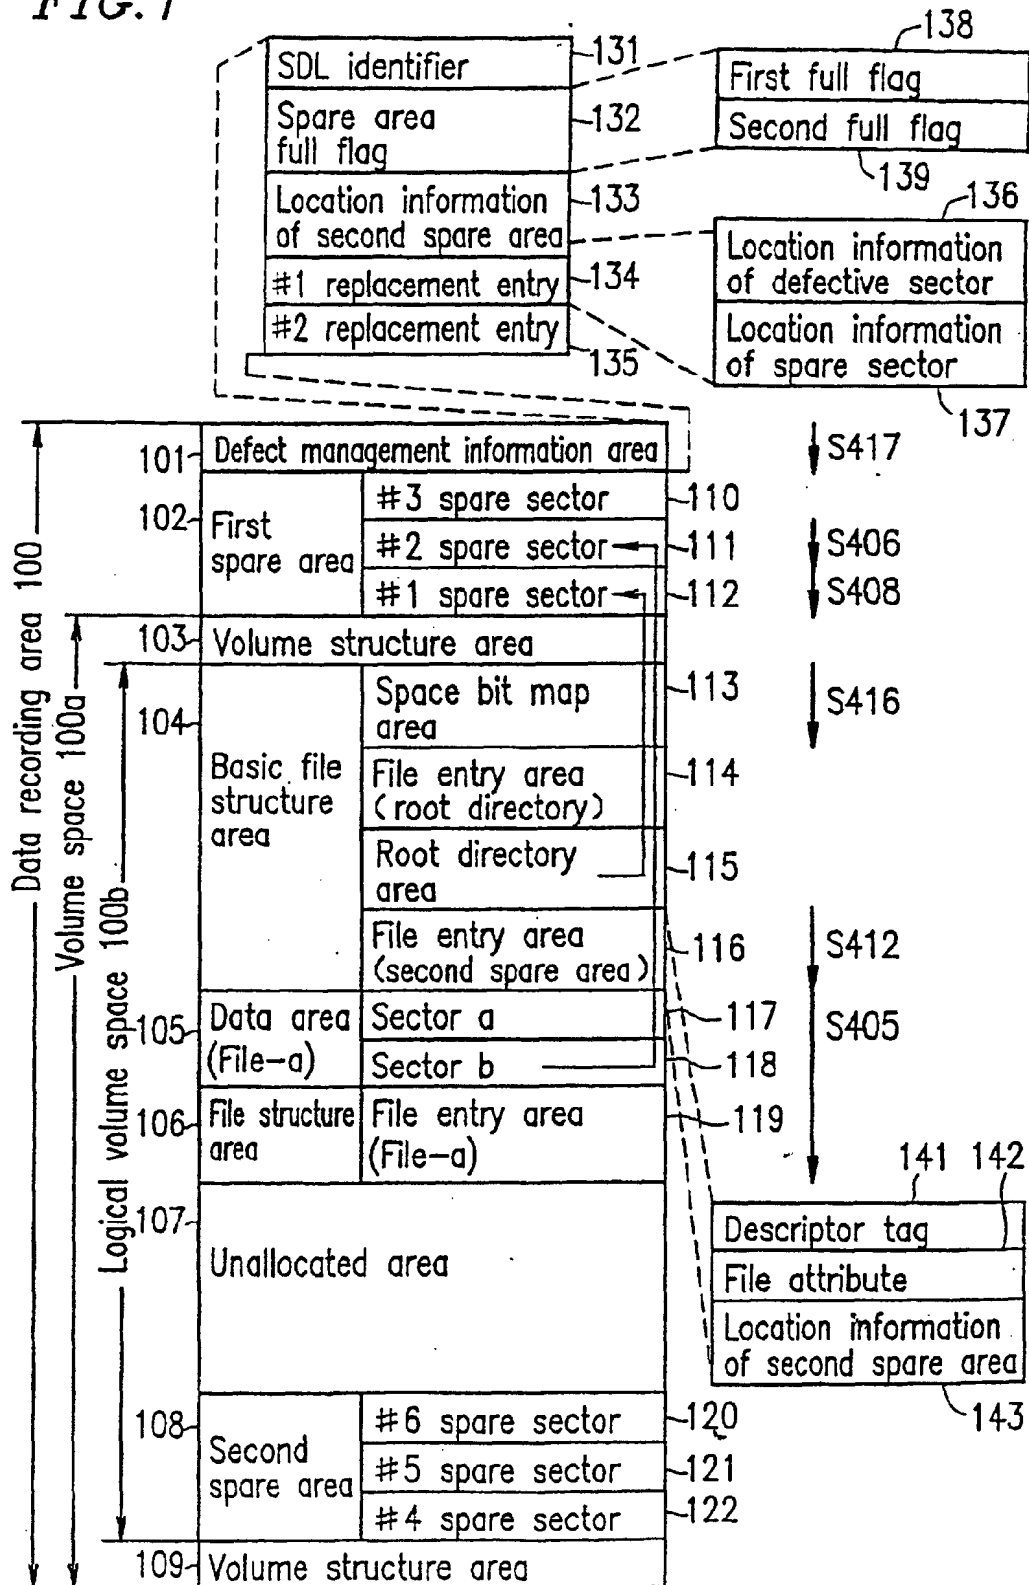 FIG. 1
SDL identifier
131
Spare area
full flag
132
Location information
of second spare area
133
#1 replacement entry
134
#2 replacement entry
135
138
First full flag
Second full flag
139
136
Location information
of defective sector
Location information
of spare sector
137
Data recording area 100
Volume space 100a
Logical volume space 100b
101
Defect management information area
S417
102
First
spare area
#3 spare sector
110
#2 spare sector
111
S406
#1 spare sector
112
S408
103
Volume structure area
104
Basic file
structure
area
Space bit map
area
113
S416
File entry area
(root directory)
114
Root directory
area
115
File entry area
(second spare area)
116
S412
105
Data area
(File-a)
Sector a
117
S405
Sector b
118
106
File structure
area
File entry area
(File-a)
119
107
Unallocated area
141
142
Descriptor tag
File attribute
Location information
of second spare area
143
108
Second
spare area
#6 spare sector
120
#5 spare sector
121
#4 spare sector
122
109
Volume structure area